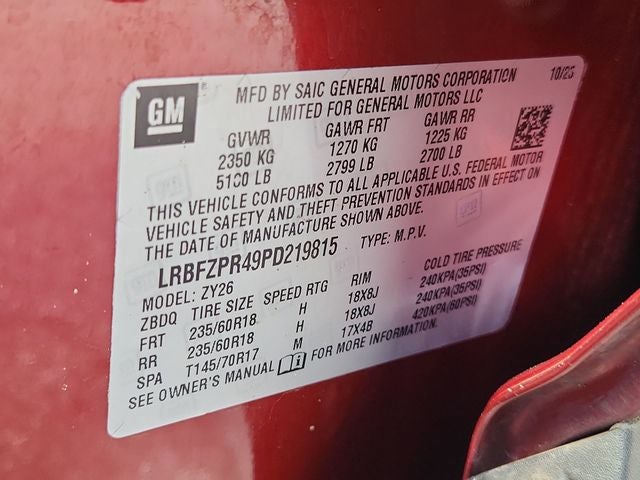 GM
MFD BY SAIC GENERAL MOTORS CORPORATION
LIMITED FOR GENERAL MOTORS LLC
GVWR GAWR FRT GAWR RR
2350 KG 1270 KG 1225 KG
5180 LB 2799 LB 2700 LB
THIS VEHICLE CONFORMS TO ALL APPLICABLE U.S. FEDERAL MOTOR
VEHICLE SAFETY AND THEFT PREVENTION STANDARDS IN EFFECT ON
THE DATE OF MANUFACTURE SHOWN ABOVE.
LRBFZPR49PD219815 TYPE: M.P.V.
MODEL: ZY26
ZBDQ TIRE SIZE SPEED RTG RIM COLD TIRE PRESSURE
FRT 235/60R18 H 18X8J 240KPA(35PSI)
RR 235/60R18 H 18X8J 240KPA(35PSI)
SPA T145/70R17 M 17X4B 420KPA(60PSI)
SEE OWNER'S MANUAL FOR MORE INFORMATION.